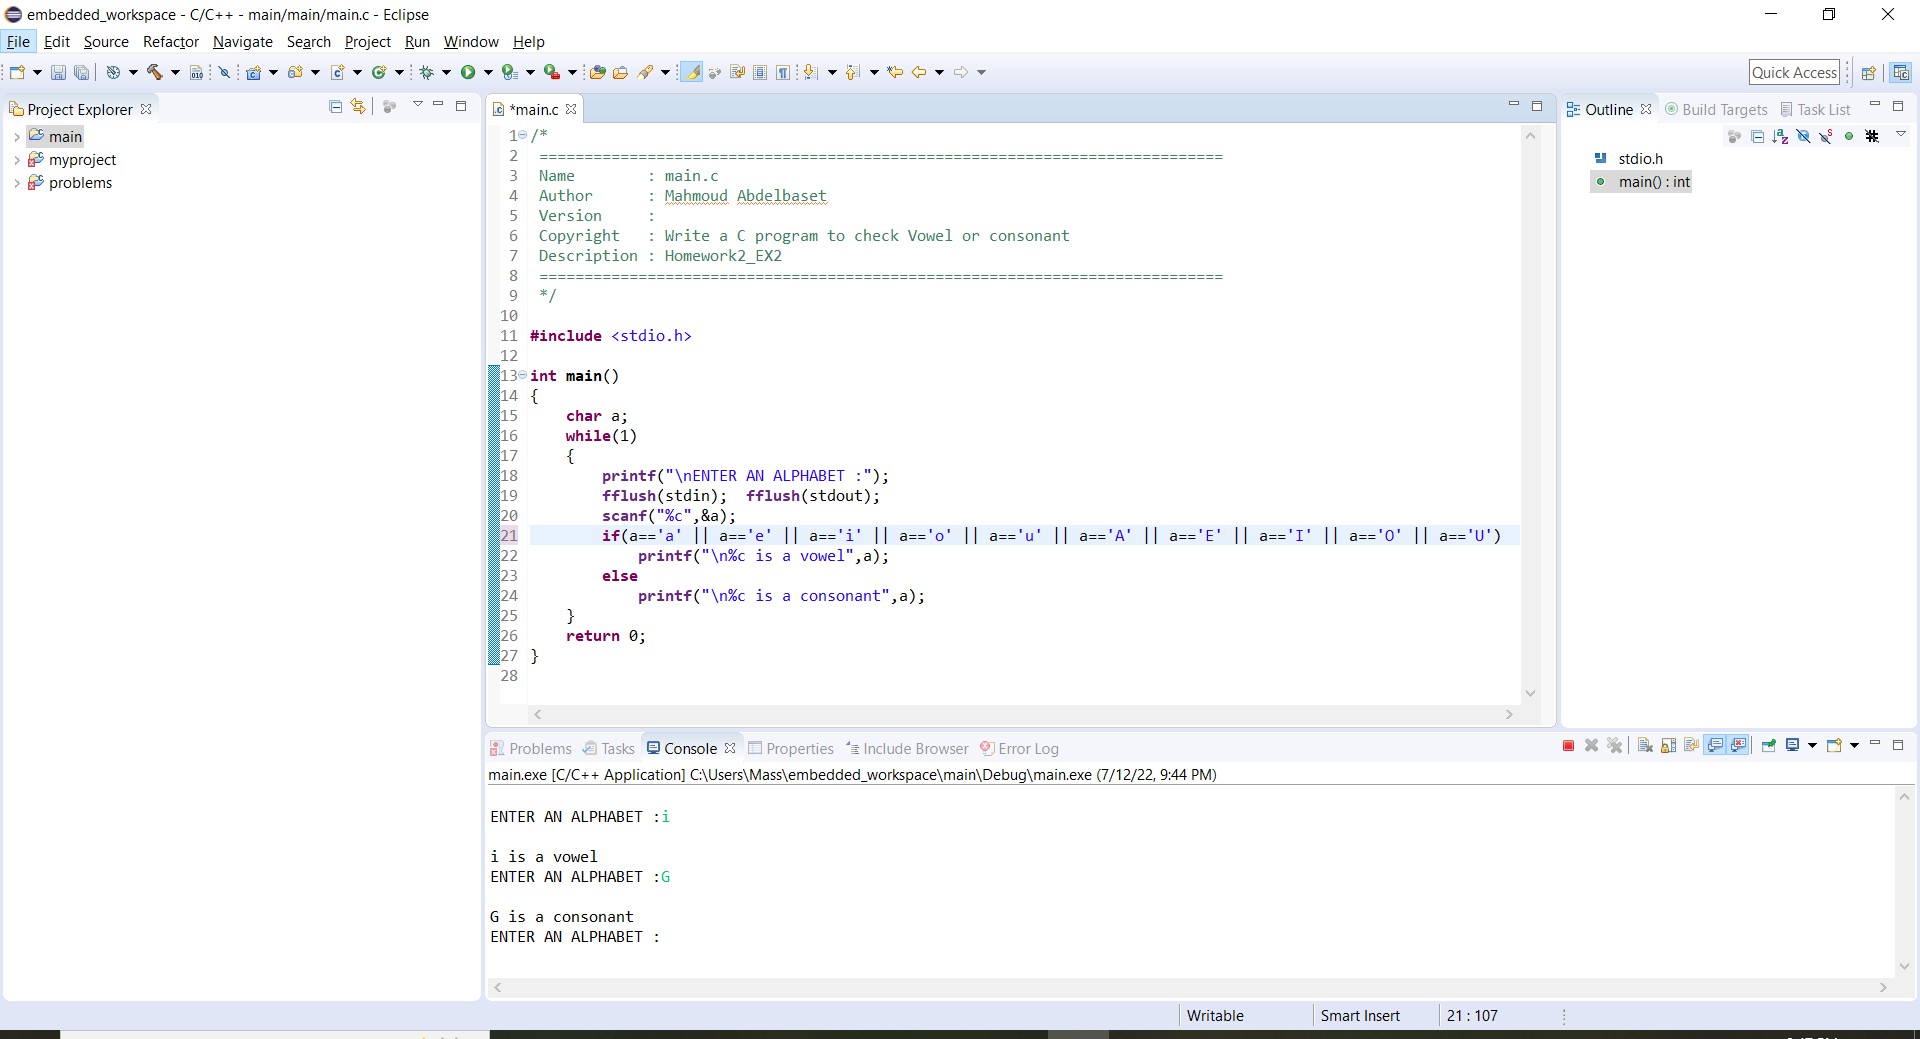 embedded_workspace - C/C++ - main/main/main.c - Eclipse
File Edit Source Refactor Navigate Search Project Run Window Help
Quick Access
Project Explorer
main
myproject
problems
*main.c
1 /*
2 ============================================================================
3 Name        : main.c
4 Author      : Mahmoud Abdelbaset
5 Version     :
6 Copyright   : Write a C program to check Vowel or consonant
7 Description : Homework2_EX2
8 ============================================================================
9 */
10
11 #include <stdio.h>
12
13 int main()
14 {
15     char a;
16     while(1)
17     {
18         printf("\nENTER AN ALPHABET :");
19         fflush(stdin);  fflush(stdout);
20         scanf("%c",&a);
21         if(a=='a' || a=='e' || a=='i' || a=='o' || a=='u' || a=='A' || a=='E' || a=='I' || a=='O' || a=='U')
22             printf("\n%c is a vowel",a);
23         else
24             printf("\n%c is a consonant",a);
25     }
26     return 0;
27 }
28
Outline Build Targets Task List
stdio.h
main() : int
Problems Tasks Console Properties Include Browser Error Log
main.exe [C/C++ Application] C:\Users\Mass\embedded_workspace\main\Debug\main.exe (7/12/22, 9:44 PM)
ENTER AN ALPHABET :i
i is a vowel
ENTER AN ALPHABET :G
G is a consonant
ENTER AN ALPHABET :
Writable Smart Insert 21 : 107